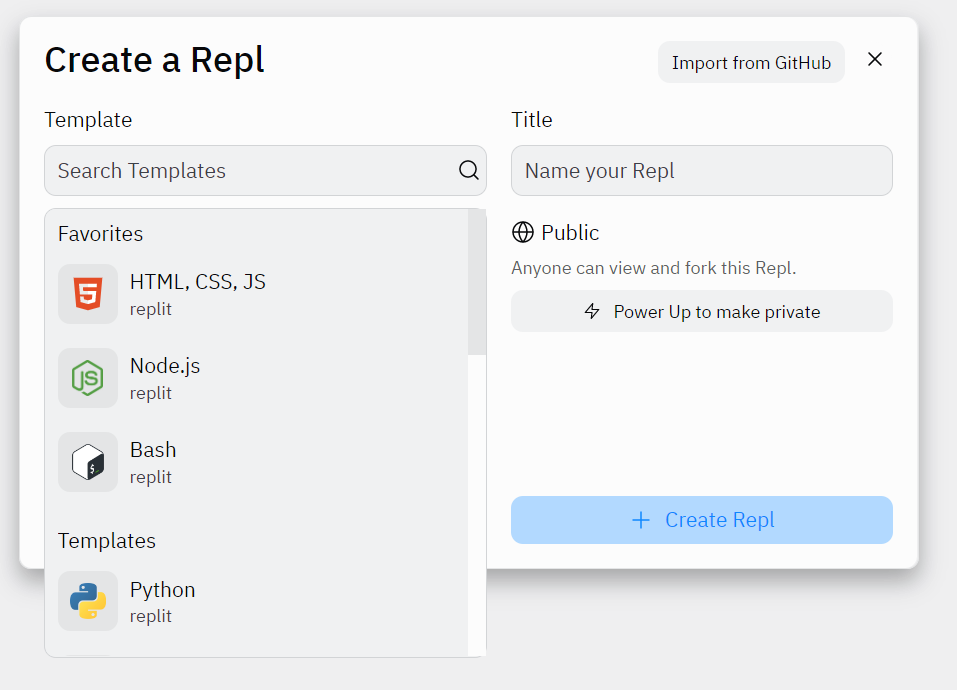 Create a Repl
Import from GitHub
Template
Search Templates
Favorites
HTML, CSS, JS
replit
Node.js
replit
Bash
replit
Templates
Python
replit
Title
Name your Repl
Public
Anyone can view and fork this Repl.
Power Up to make private
Create Repl